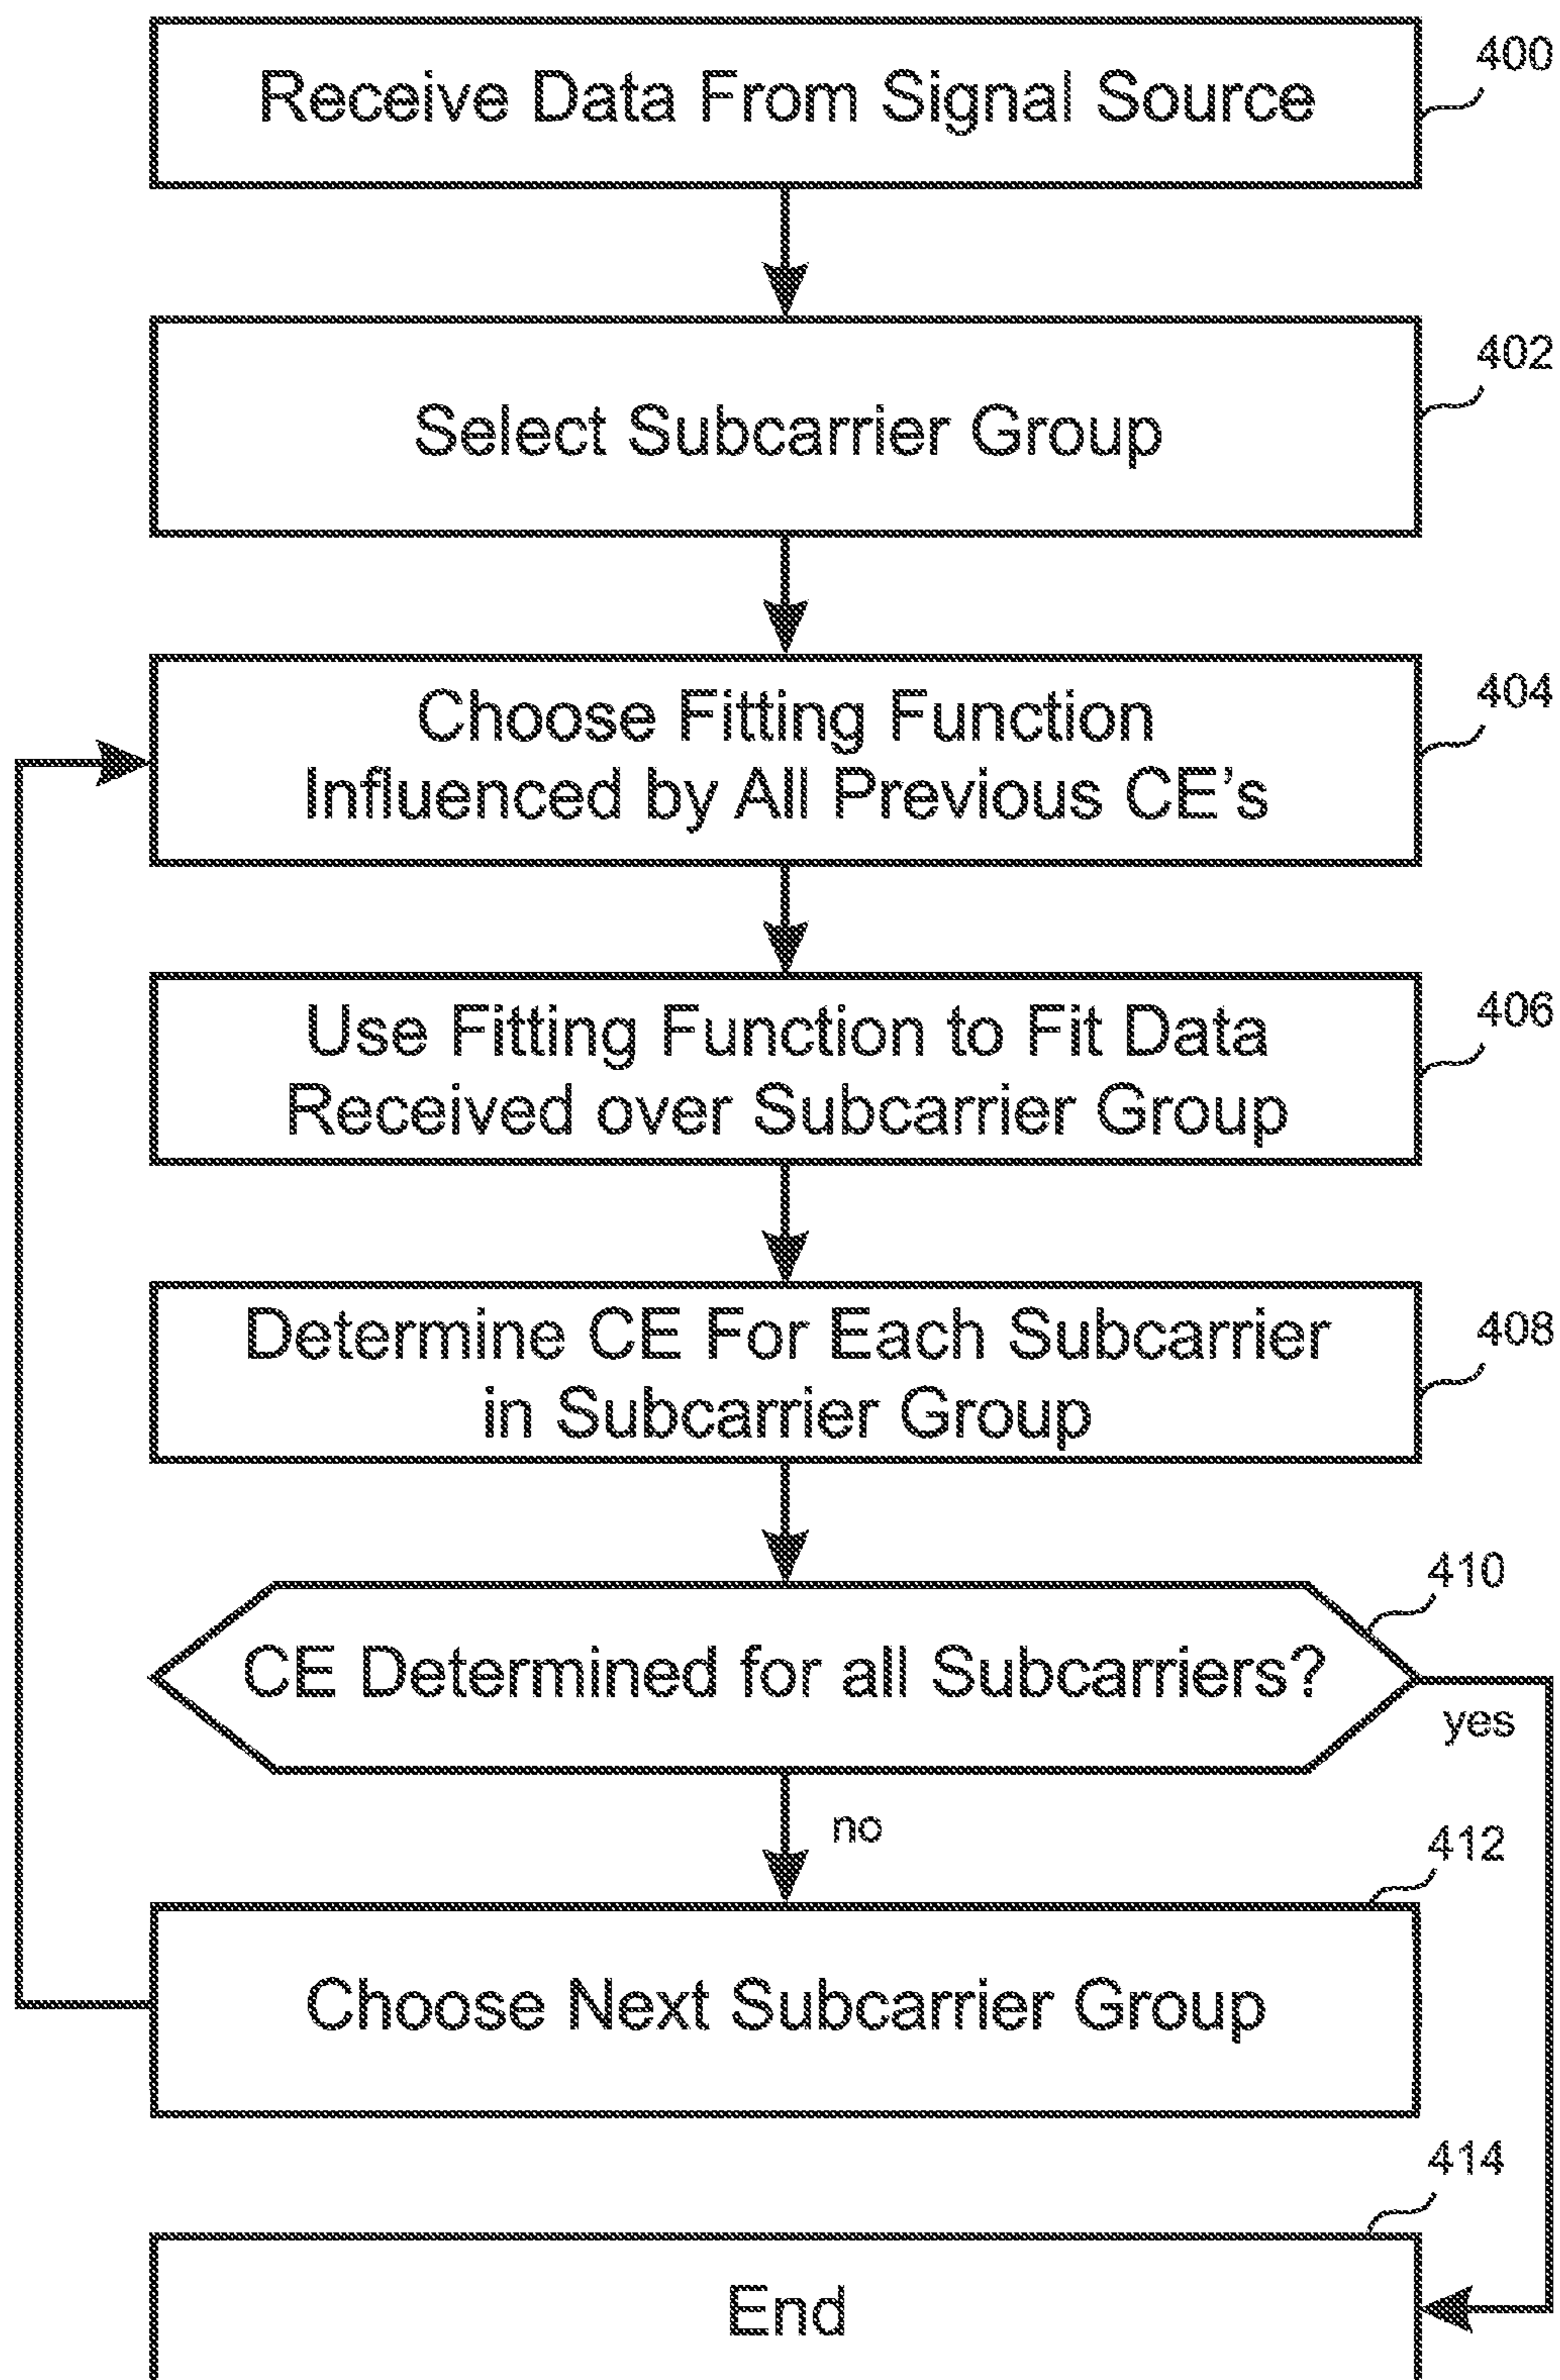 Receive Data From Signal Source
400
Select Subcarrier Group
402
Choose Fitting Function
Influenced by All Previous CE's
404
Use Fitting Function to Fit Data
Received over Subcarrier Group
406
Determine CE For Each Subcarrier
in Subcarrier Group
408
CE Determined for all Subcarriers?
410
yes
no
412
Choose Next Subcarrier Group
414
End